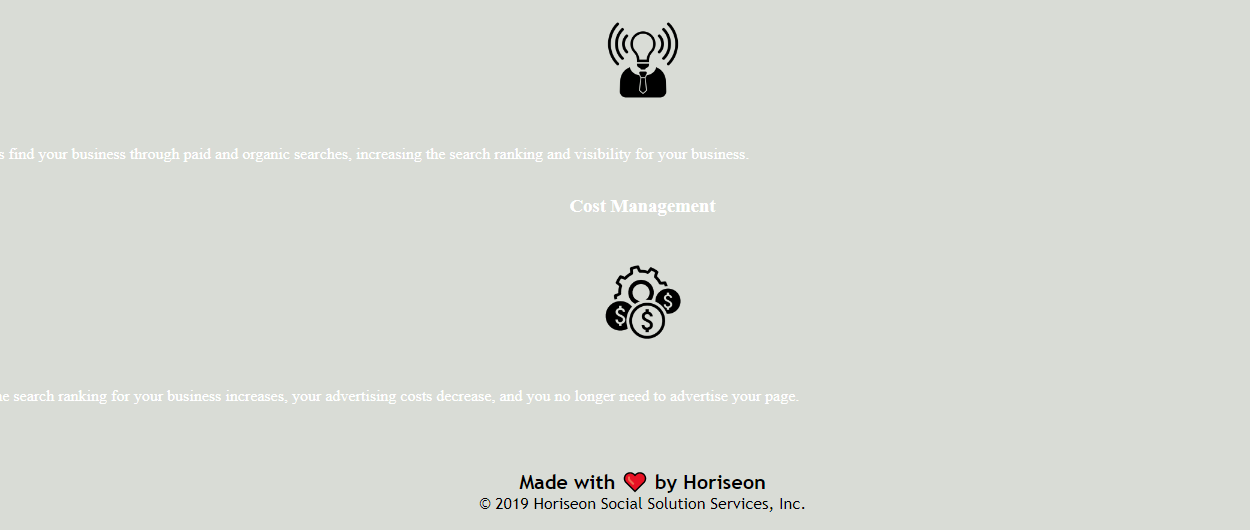 find your business through paid and organic searches, increasing the search ranking and visibility for your business.
Cost Management
$ $ $
search ranking for your business increases, your advertising costs decrease, and you no longer need to advertise your page.
Made with ❤ by Horiseon
© 2019 Horiseon Social Solution Services, Inc.